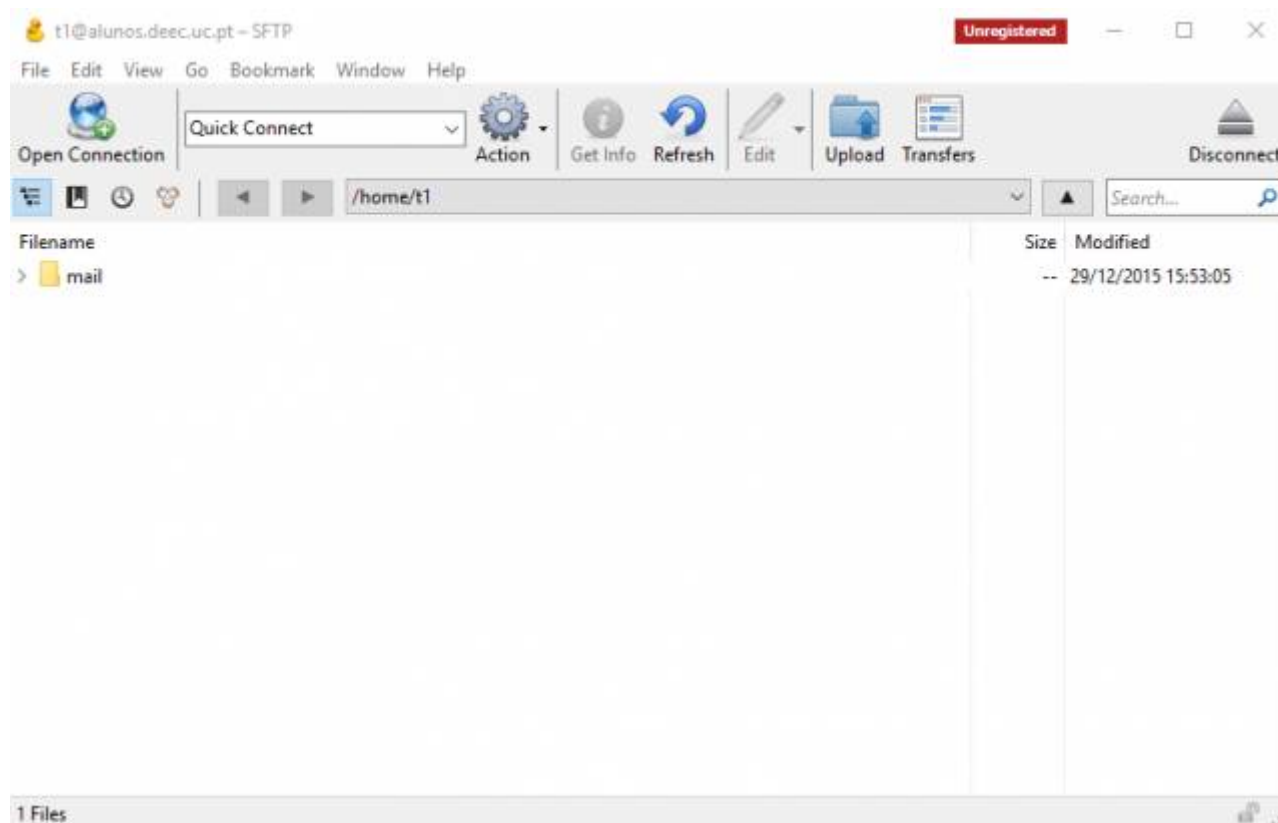 t1@alunos.deec.uc.pt – SFTP Unregistered
File Edit View Go Bookmark Window Help
Open Connection Quick Connect Action Get Info Refresh Edit Upload Transfers Disconnect
/home/t1 Search...
Filename Size Modified
mail -- 29/12/2015 15:53:05
1 Files